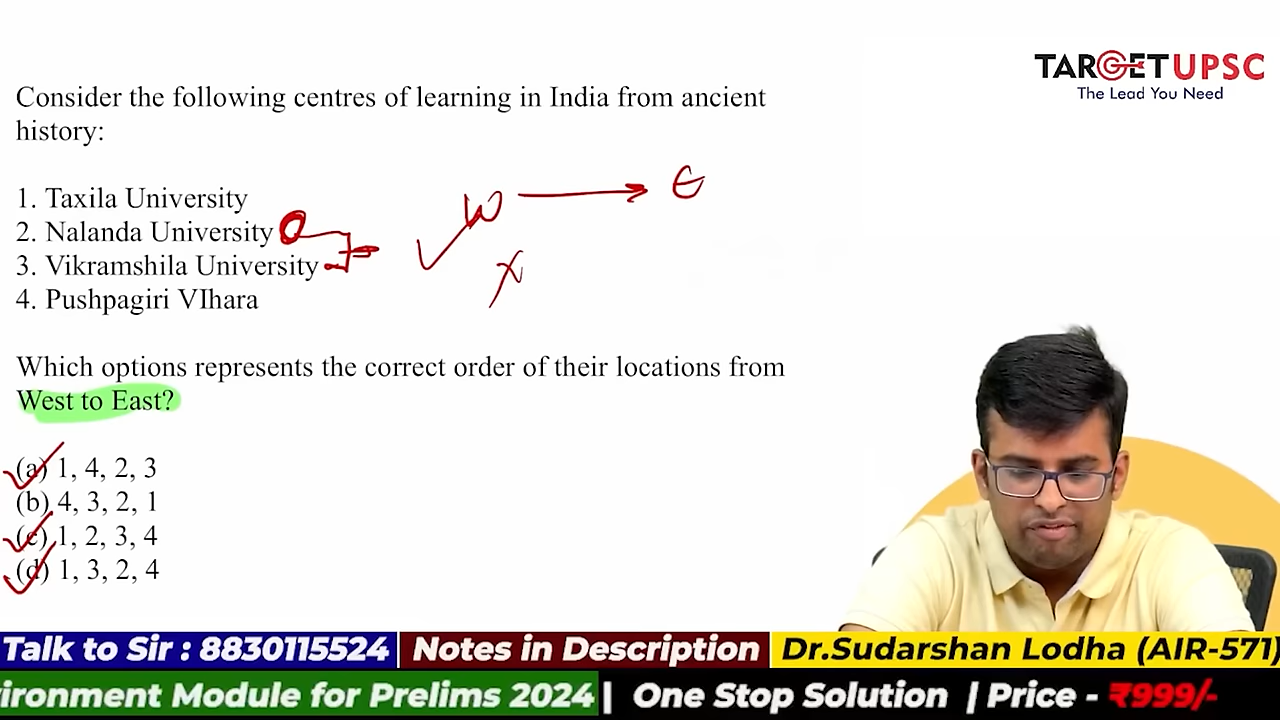 TARGET UPSC
The Lead You Need
Consider the following centres of learning in India from ancient
history:
1. Taxila University
2. Nalanda University
3. Vikramshila University
4. Pushpagiri VIhara
W
E
Which options represents the correct order of their locations from
West to East?
(a) 1, 4, 2, 3
(b) 4, 3, 2, 1
(c) 1, 2, 3, 4
(d) 1, 3, 2, 4
Talk to Sir : 8830115524 Notes in Description Dr.Sudarshan Lodha (AIR-571)
vironment Module for Prelims 2024 | One Stop Solution | Price - ₹999/-